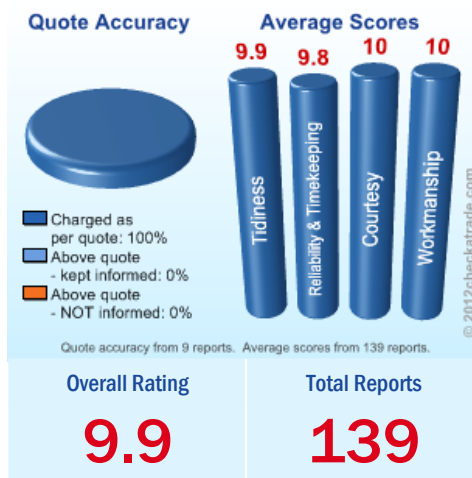 Quote Accuracy
Charged as
per quote: 100%
Above quote
- kept informed: 0%
Above quote
- NOT informed: 0%
Average Scores
9.9
9.8
10
10
Tidiness
Reliability & Timekeeping
Courtesy
Workmanship
© 2012checkatrade.com
Quote accuracy from 9 reports. Average scores from 139 reports.
Overall Rating
9.9
Total Reports
139